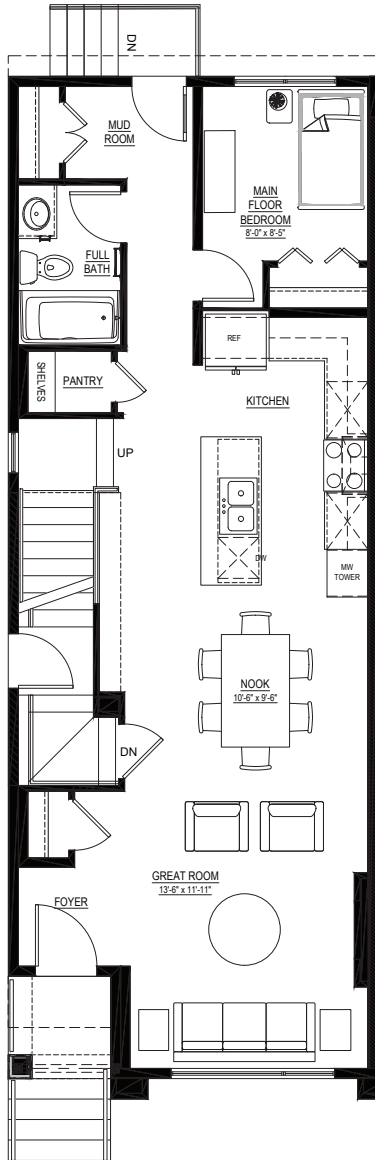 DN
MUD
ROOM
MAIN
FLOOR
BEDROOM
8'-0" x 8'-5"
FULL
BATH
REF
SHELVES
PANTRY
KITCHEN
UP
DW
MW
TOWER
NOOK
10'-6" x 9'-6"
DN
GREAT ROOM
13'-6" x 11'-11"
FOYER